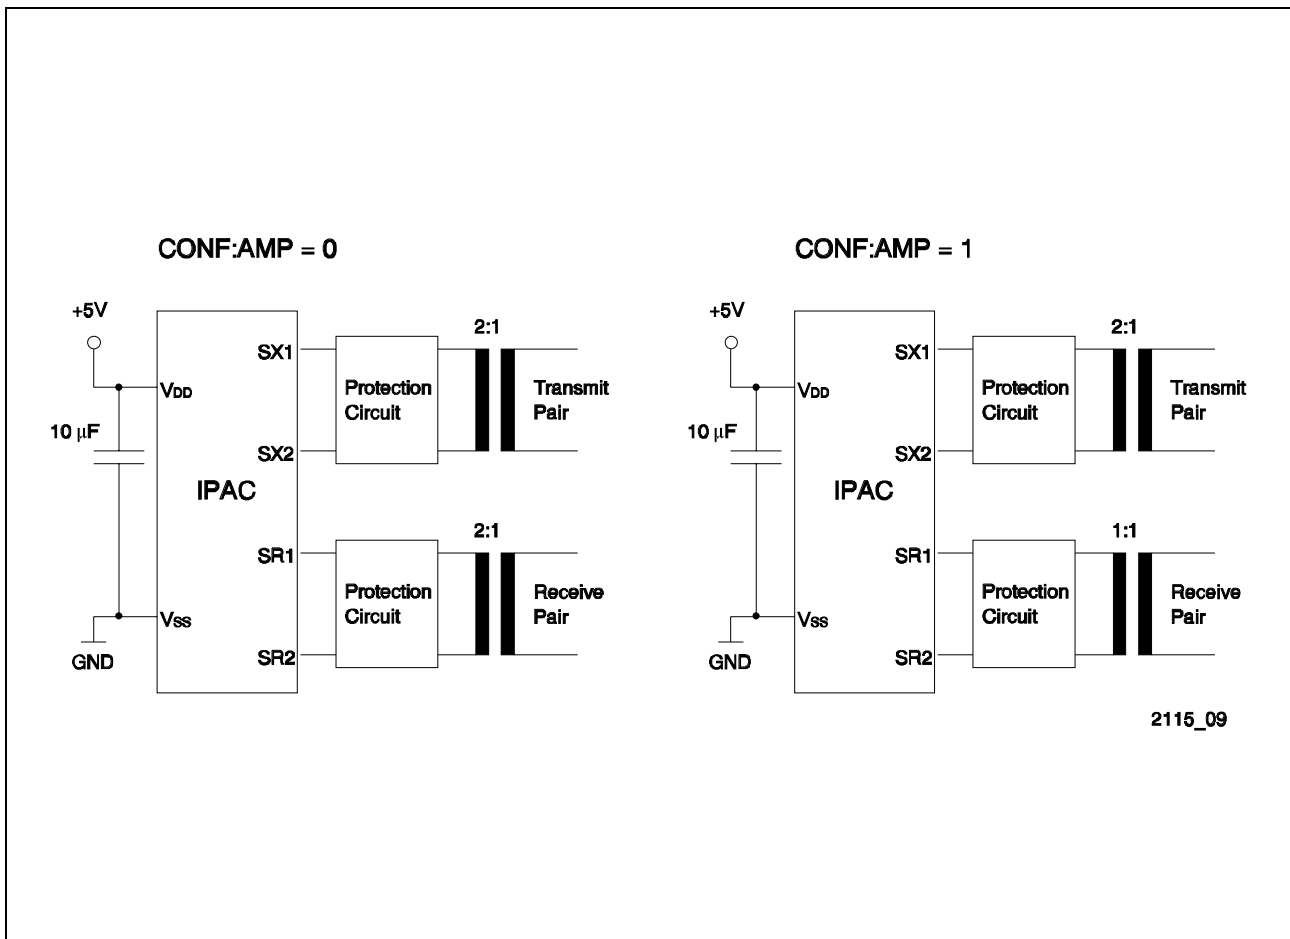 CONF:AMP = 0
+5V
VDD
10 µF
IPAC
VSS
GND
SX1
SX2
SR1
SR2
Protection
Circuit
2:1
Transmit
Pair
Protection
Circuit
2:1
Receive
Pair
CONF:AMP = 1
+5V
VDD
10 µF
IPAC
VSS
GND
SX1
SX2
SR1
SR2
Protection
Circuit
2:1
Transmit
Pair
Protection
Circuit
1:1
Receive
Pair
2115_09